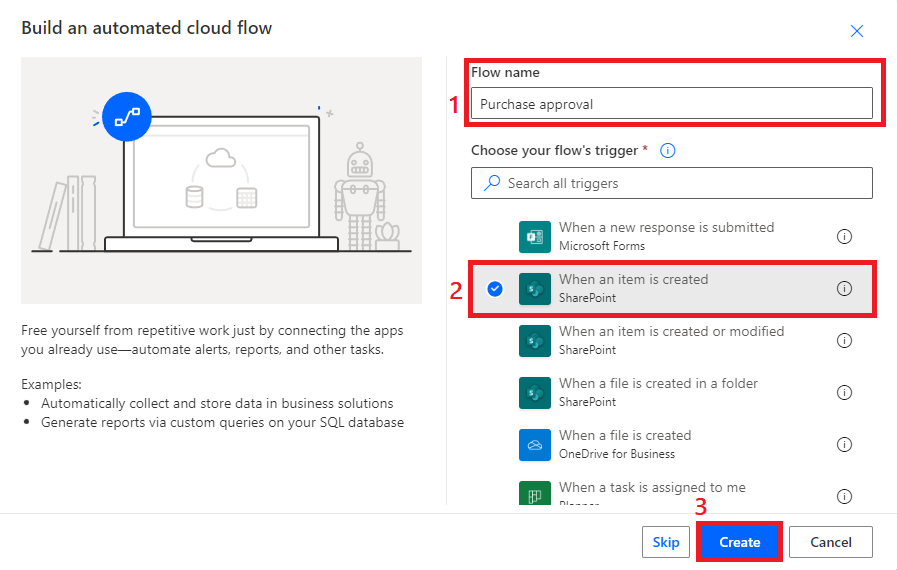 Build an automated cloud flow
Free yourself from repetitive work just by connecting the apps
you already use—automate alerts, reports, and other tasks.
Examples:
• Automatically collect and store data in business solutions
• Generate reports via custom queries on your SQL database
1
Flow name
Purchase approval
Choose your flow's trigger *
Search all triggers
When a new response is submitted
Microsoft Forms
2
When an item is created
SharePoint
When an item is created or modified
SharePoint
When a file is created in a folder
SharePoint
When a file is created
OneDrive for Business
When a task is assigned to me
Planner
3
Skip
Create
Cancel